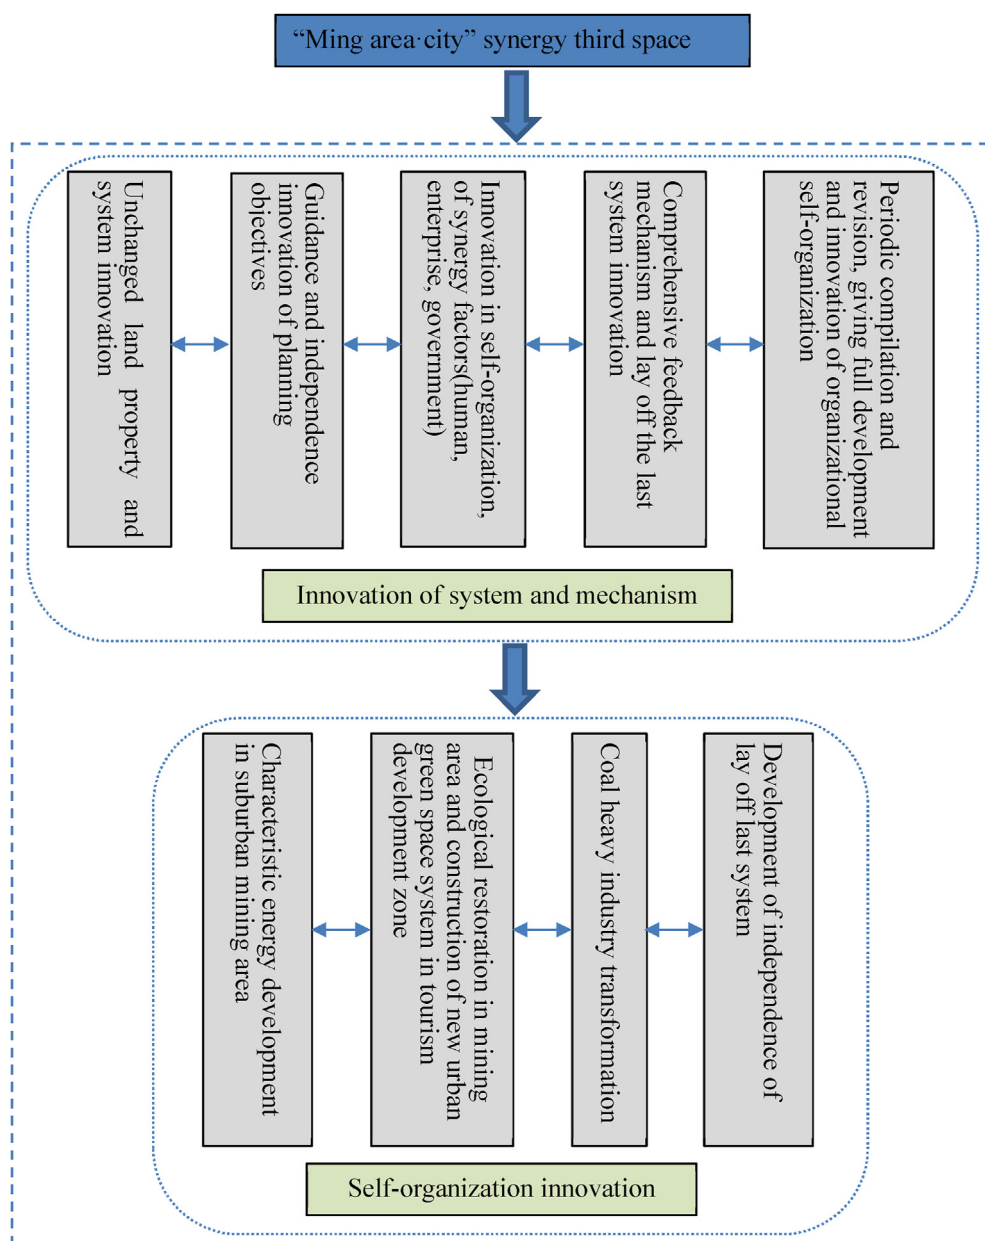 “Ming area·city” synergy third space
Unchanged land property and
system innovation
Guidance and independence
innovation of planning
objectives
Innovation in self-organization,
of synergy factors(human,
enterprise, government)
Comprehensive feedback
mechanism and lay off the last
system innovation
Periodic compilation and
revision, giving full development
and innovation of organizational
self-organization
Innovation of system and mechanism
Characteristic energy development
in suburban mining area
Ecological restoration in mining
area and construction of new urban
green space system in tourism
development zone
Coal heavy industry transformation
Development of independence of
lay off last system
Self-organization innovation